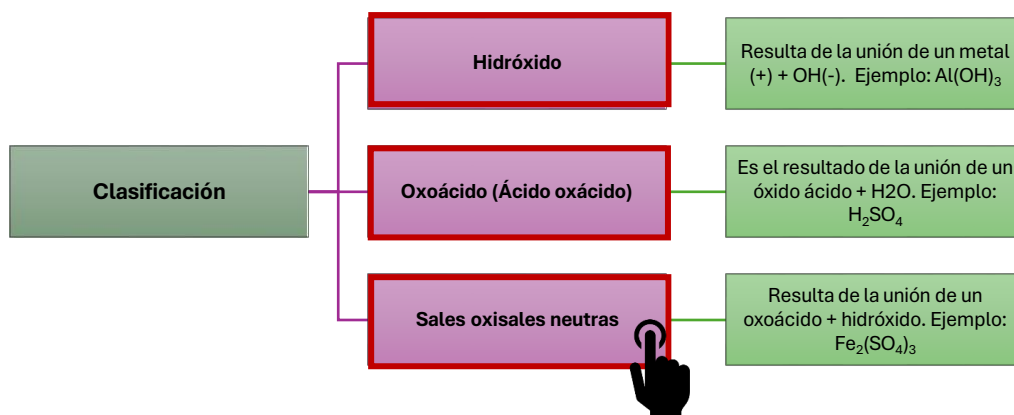 Clasificación
Hidróxido
Resulta de la unión de un metal
(+) + OH(-).  Ejemplo: Al(OH)₃
Oxoácido (Ácido oxácido)
Es el resultado de la unión de un
óxido ácido + H2O. Ejemplo:
H₂SO₄
Sales oxisales neutras
Resulta de la unión de un
oxoácido + hidróxido. Ejemplo:
Fe₂(SO₄)₃